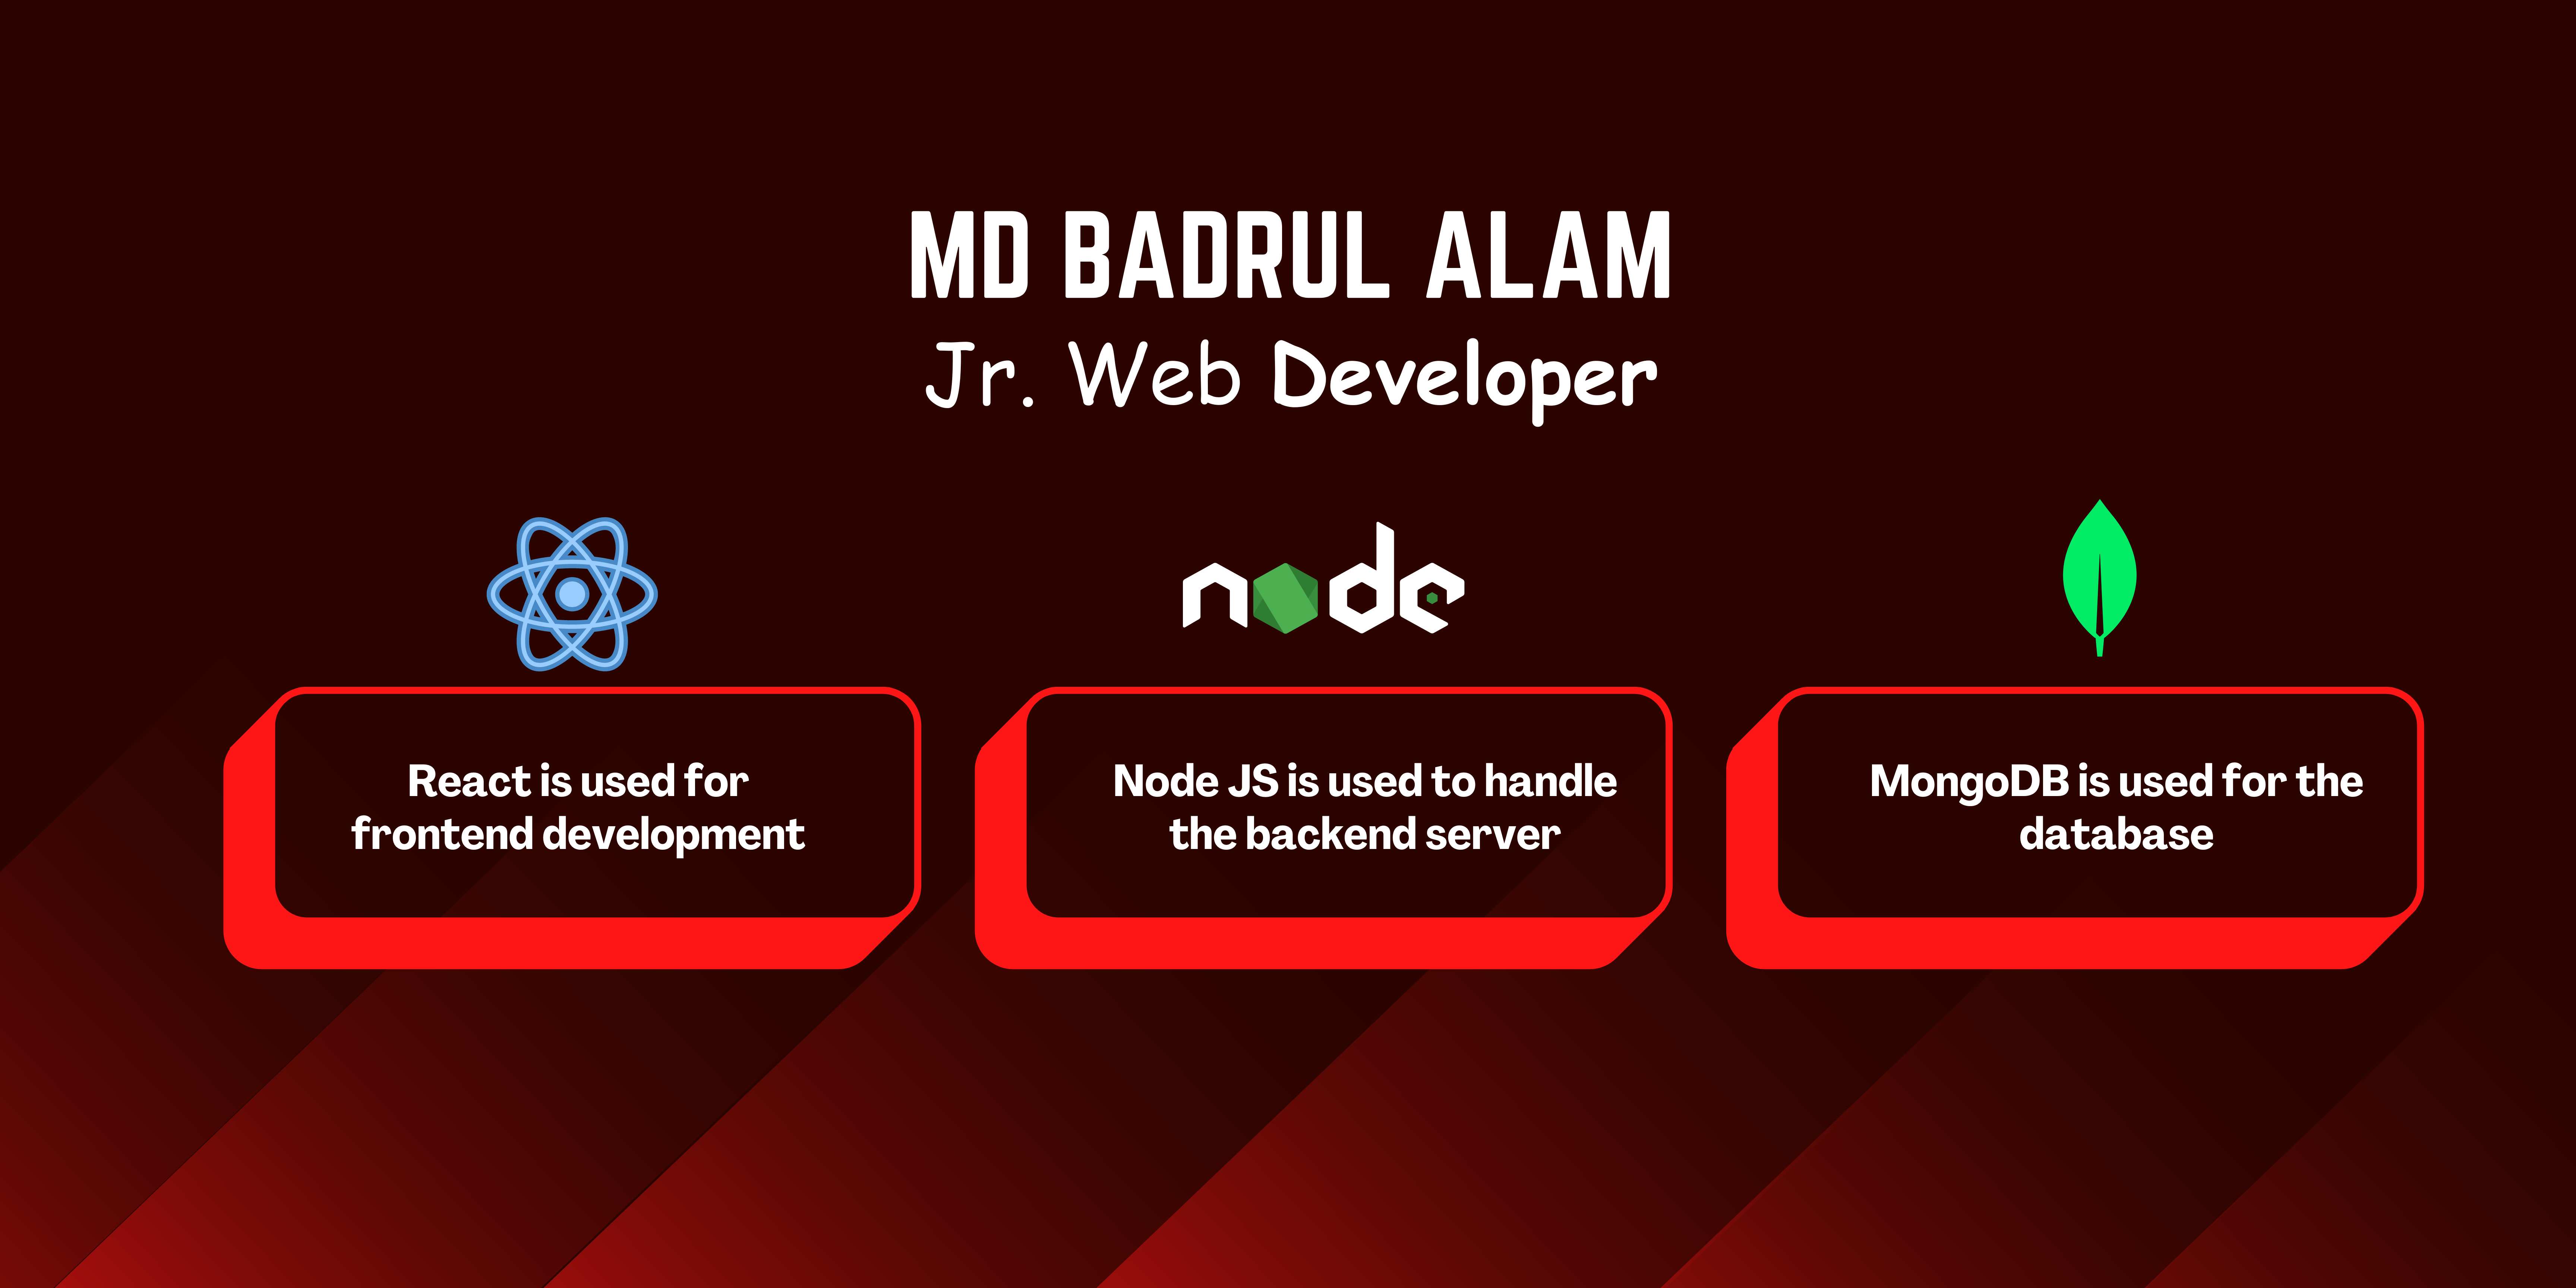 MD BADRUL ALAM
Jr. Web Developer
node
React is used for
frontend development
Node JS is used to handle
the backend server
MongoDB is used for the
database